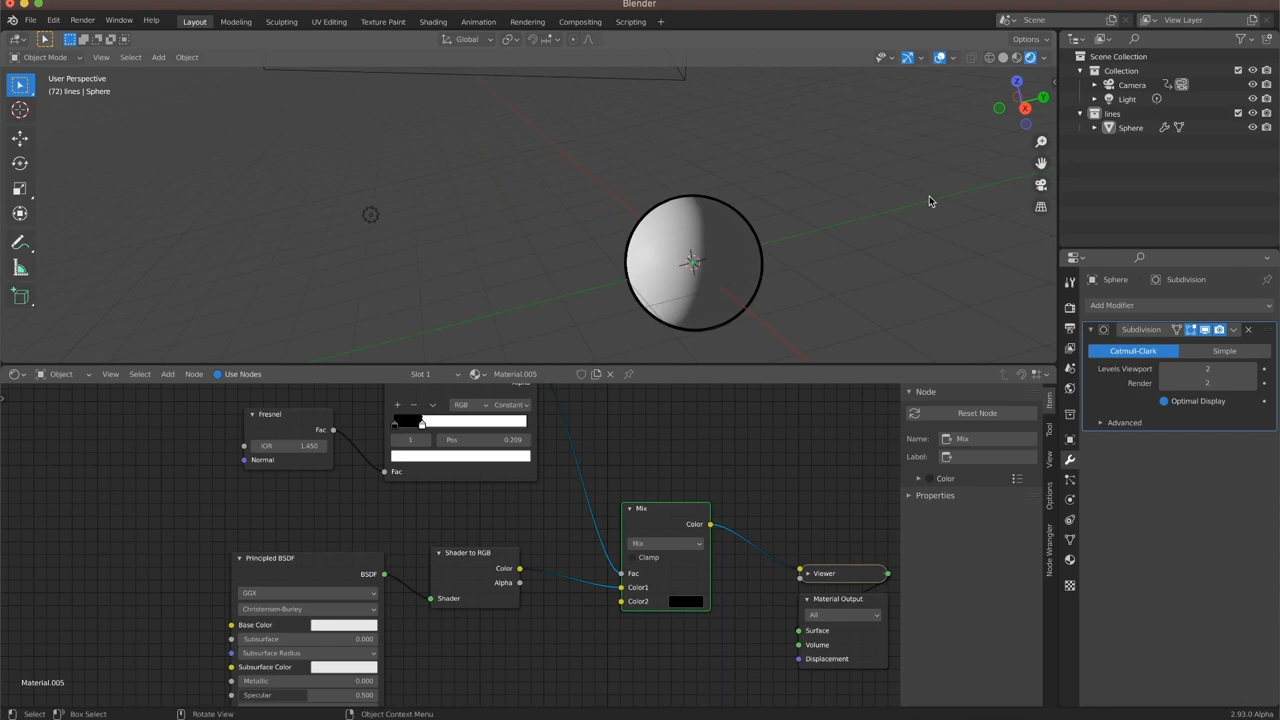 Blender
File Edit Render Window Help Layout Modeling Sculpting UV Editing Texture Paint Shading Animation Rendering Compositing Scripting Scene View Layer
Global Options
Object Mode View Select Add Object
User Perspective
(72) lines | Sphere
Z
Y
X
Scene Collection
Collection
Camera
Light
lines
Sphere
Sphere Subdivision
Add Modifier
Subdivision
Catmull-Clark Simple
Levels Viewport 2
Render 2
Optimal Display
Advanced
Object View Select Add Node Use Nodes Slot 1 Material.005
Fresnel
Fac
IOR 1.450
Normal
Alpha
RGB Constant
1 Pos 0.209
Fac
Principled BSDF
BSDF
GGX
Christensen-Burley
Base Color
Subsurface 0.000
Subsurface Radius
Subsurface Color
Metallic 0.000
Specular 0.500
Shader to RGB
Color
Alpha
Shader
Mix
Color
Mix
Clamp
Fac
Color1
Color2
Viewer
Material Output
All
Surface
Volume
Displacement
Node
Reset Node
Name: Mix
Label:
Color
Properties
Item
Tool
View
Options
Node Wrangler
Material.005
Select Box Select Rotate View Object Context Menu 2.93.0 Alpha